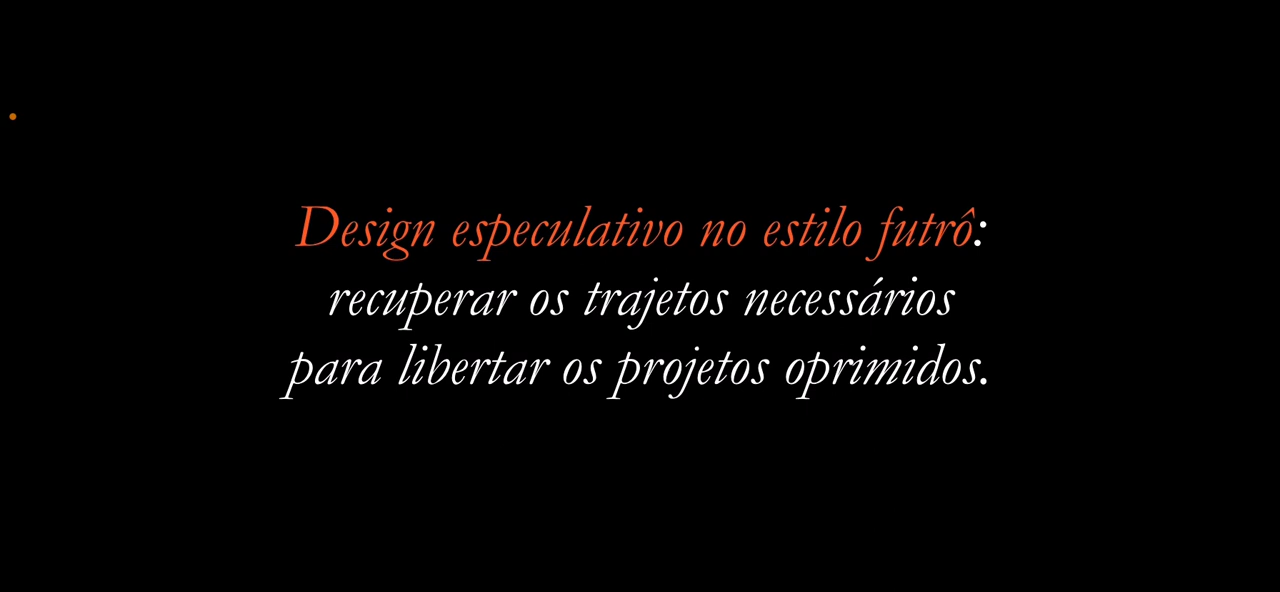 Design especulativo no estilo futrô:
recuperar os trajetos necessários
para libertar os projetos oprimidos.